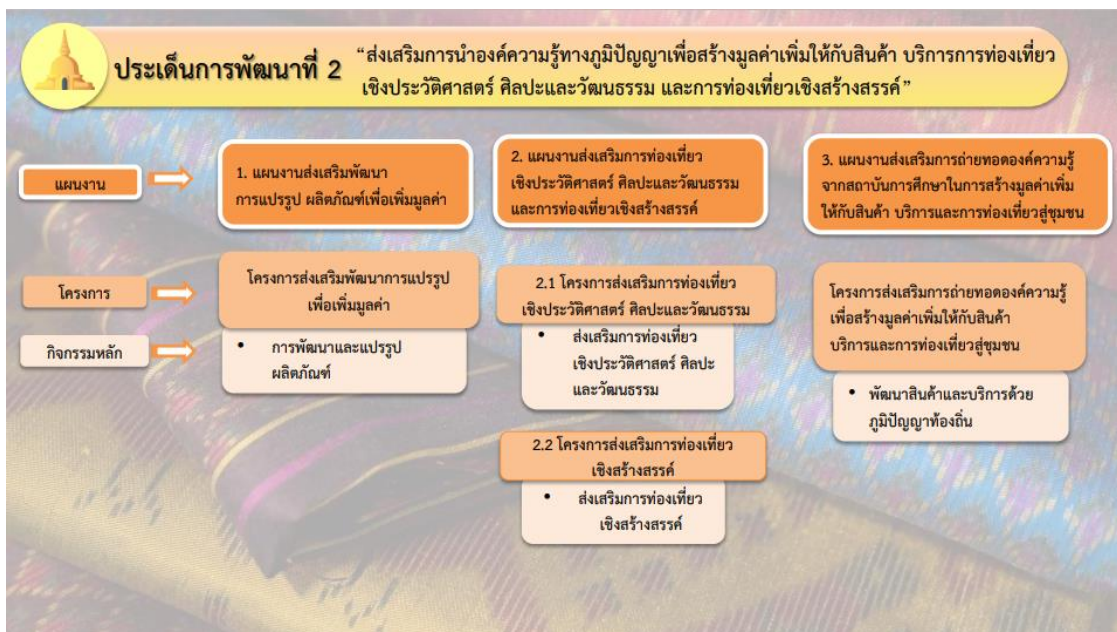 ประเด็นการพัฒนาที่ 2
“ส่งเสริมการนำองค์ความรู้ทางภูมิปัญญาเพื่อสร้างมูลค่าเพิ่มให้กับสินค้า บริการการท่องเที่ยว
เชิงประวัติศาสตร์ ศิลปะและวัฒนธรรม และการท่องเที่ยวเชิงสร้างสรรค์”
แผนงาน
1. แผนงานส่งเสริมพัฒนา
การแปรรูป ผลิตภัณฑ์เพื่อเพิ่มมูลค่า
2. แผนงานส่งเสริมการท่องเที่ยว
เชิงประวัติศาสตร์ ศิลปะและวัฒนธรรม
และการท่องเที่ยวเชิงสร้างสรรค์
3. แผนงานส่งเสริมการถ่ายทอดองค์ความรู้
จากสถาบันการศึกษาในการสร้างมูลค่าเพิ่ม
ให้กับสินค้า บริการและการท่องเที่ยวสู่ชุมชน
โครงการ
โครงการส่งเสริมพัฒนาการแปรรูป
เพื่อเพิ่มมูลค่า
2.1 โครงการส่งเสริมการท่องเที่ยว
เชิงประวัติศาสตร์ ศิลปะและวัฒนธรรม
โครงการส่งเสริมการถ่ายทอดองค์ความรู้
เพื่อสร้างมูลค่าเพิ่มให้กับสินค้า
บริการและการท่องเที่ยวสู่ชุมชน
กิจกรรมหลัก
• การพัฒนาและแปรรูป
ผลิตภัณฑ์
• ส่งเสริมการท่องเที่ยว
เชิงประวัติศาสตร์ ศิลปะ
และวัฒนธรรม
• พัฒนาสินค้าและบริการด้วย
ภูมิปัญญาท้องถิ่น
2.2 โครงการส่งเสริมการท่องเที่ยว
เชิงสร้างสรรค์
• ส่งเสริมการท่องเที่ยว
เชิงสร้างสรรค์